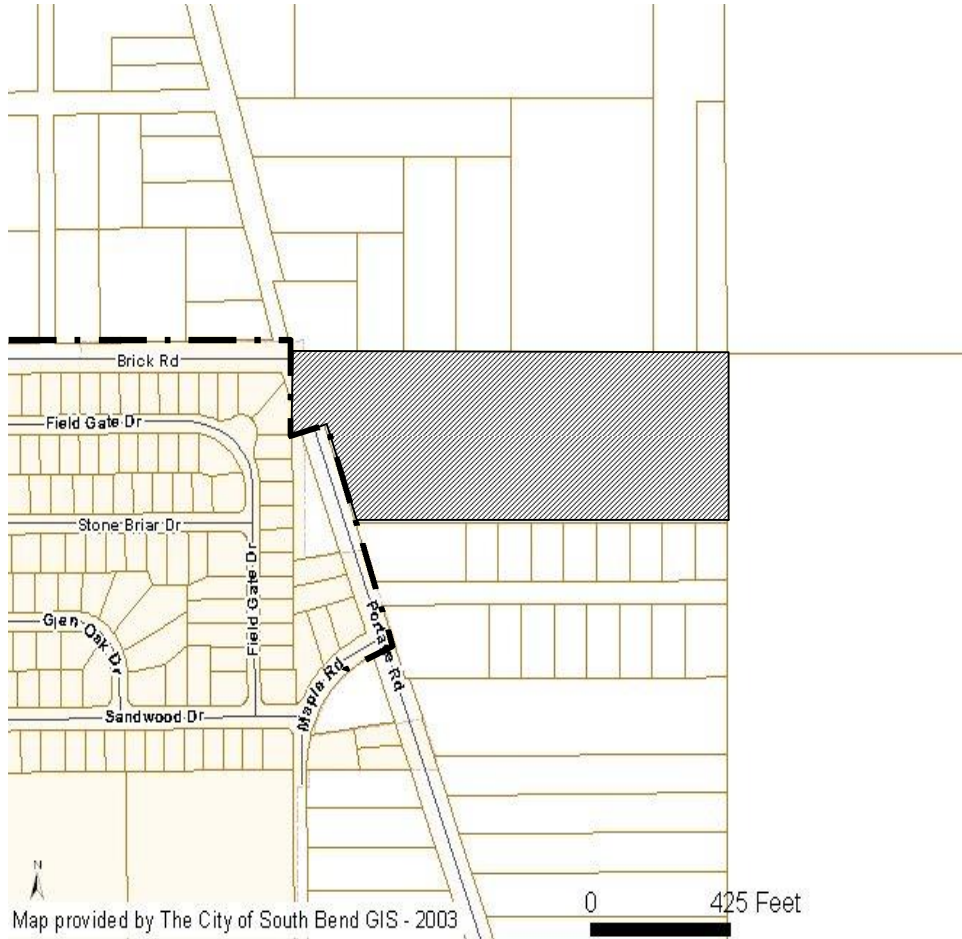 Brick Rd
Field Gate Dr
Stone Briar Dr
Field Gate Dr
Glen Oak Dr
Portage Rd
Maple Rd
Sandwood Dr
N
Map provided by The City of South Bend GIS - 2003
0 425 Feet